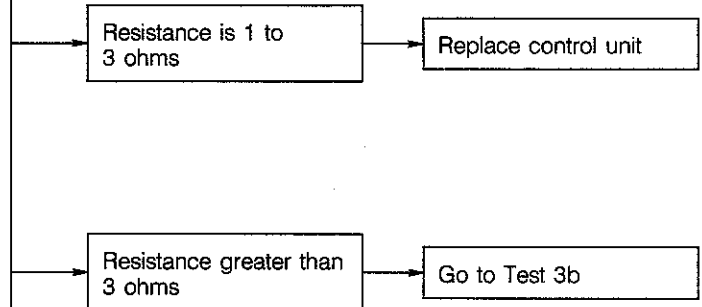 Resistance is 1 to
3 ohms
Replace control unit
Resistance greater than
3 ohms
Go to Test 3b